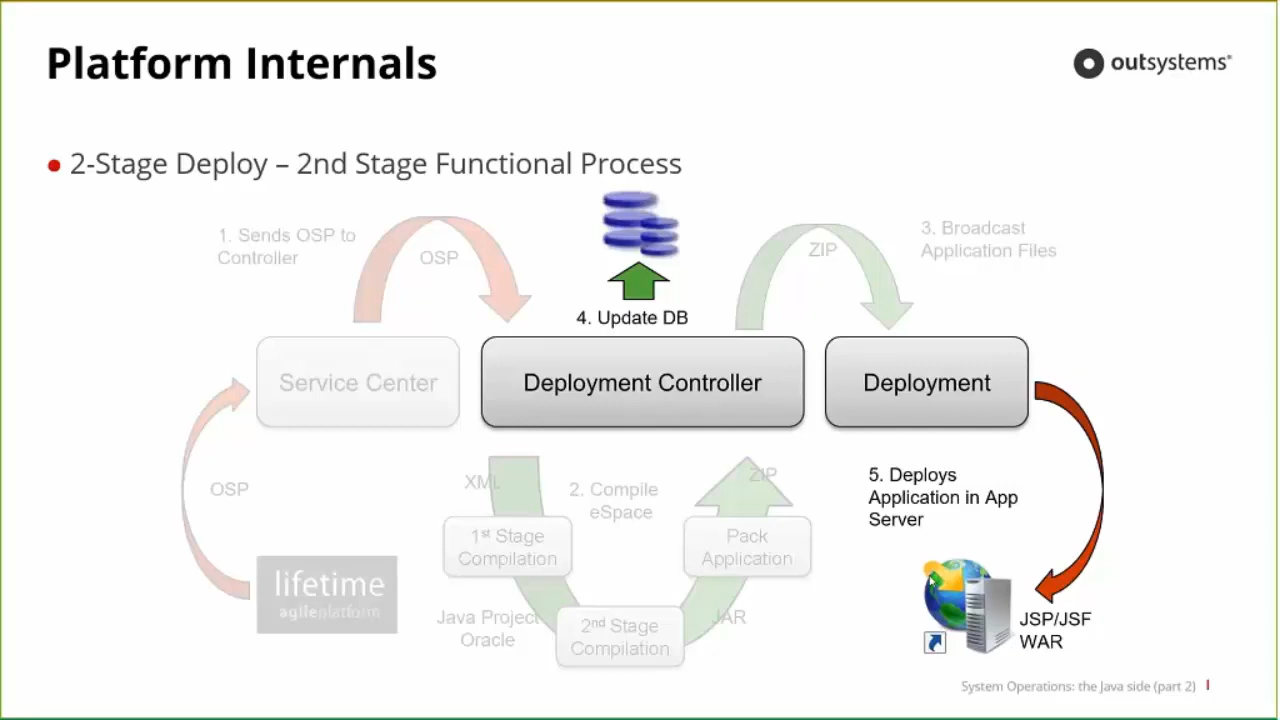 Platform Internals
outsystems®
2-Stage Deploy – 2nd Stage Functional Process
1. Sends OSP to
Controller
OSP
ZIP
3. Broadcast
Application Files
4. Update DB
Service Center
Deployment Controller
Deployment
OSP
XML
2. Compile
eSpace
ZIP
5. Deploys
Application in App
Server
1st Stage
Compilation
Pack
Application
lifetime
agileplatform
Java Project
Oracle
2nd Stage
Compilation
JAR
JSP/JSF
WAR
System Operations: the Java side (part 2)